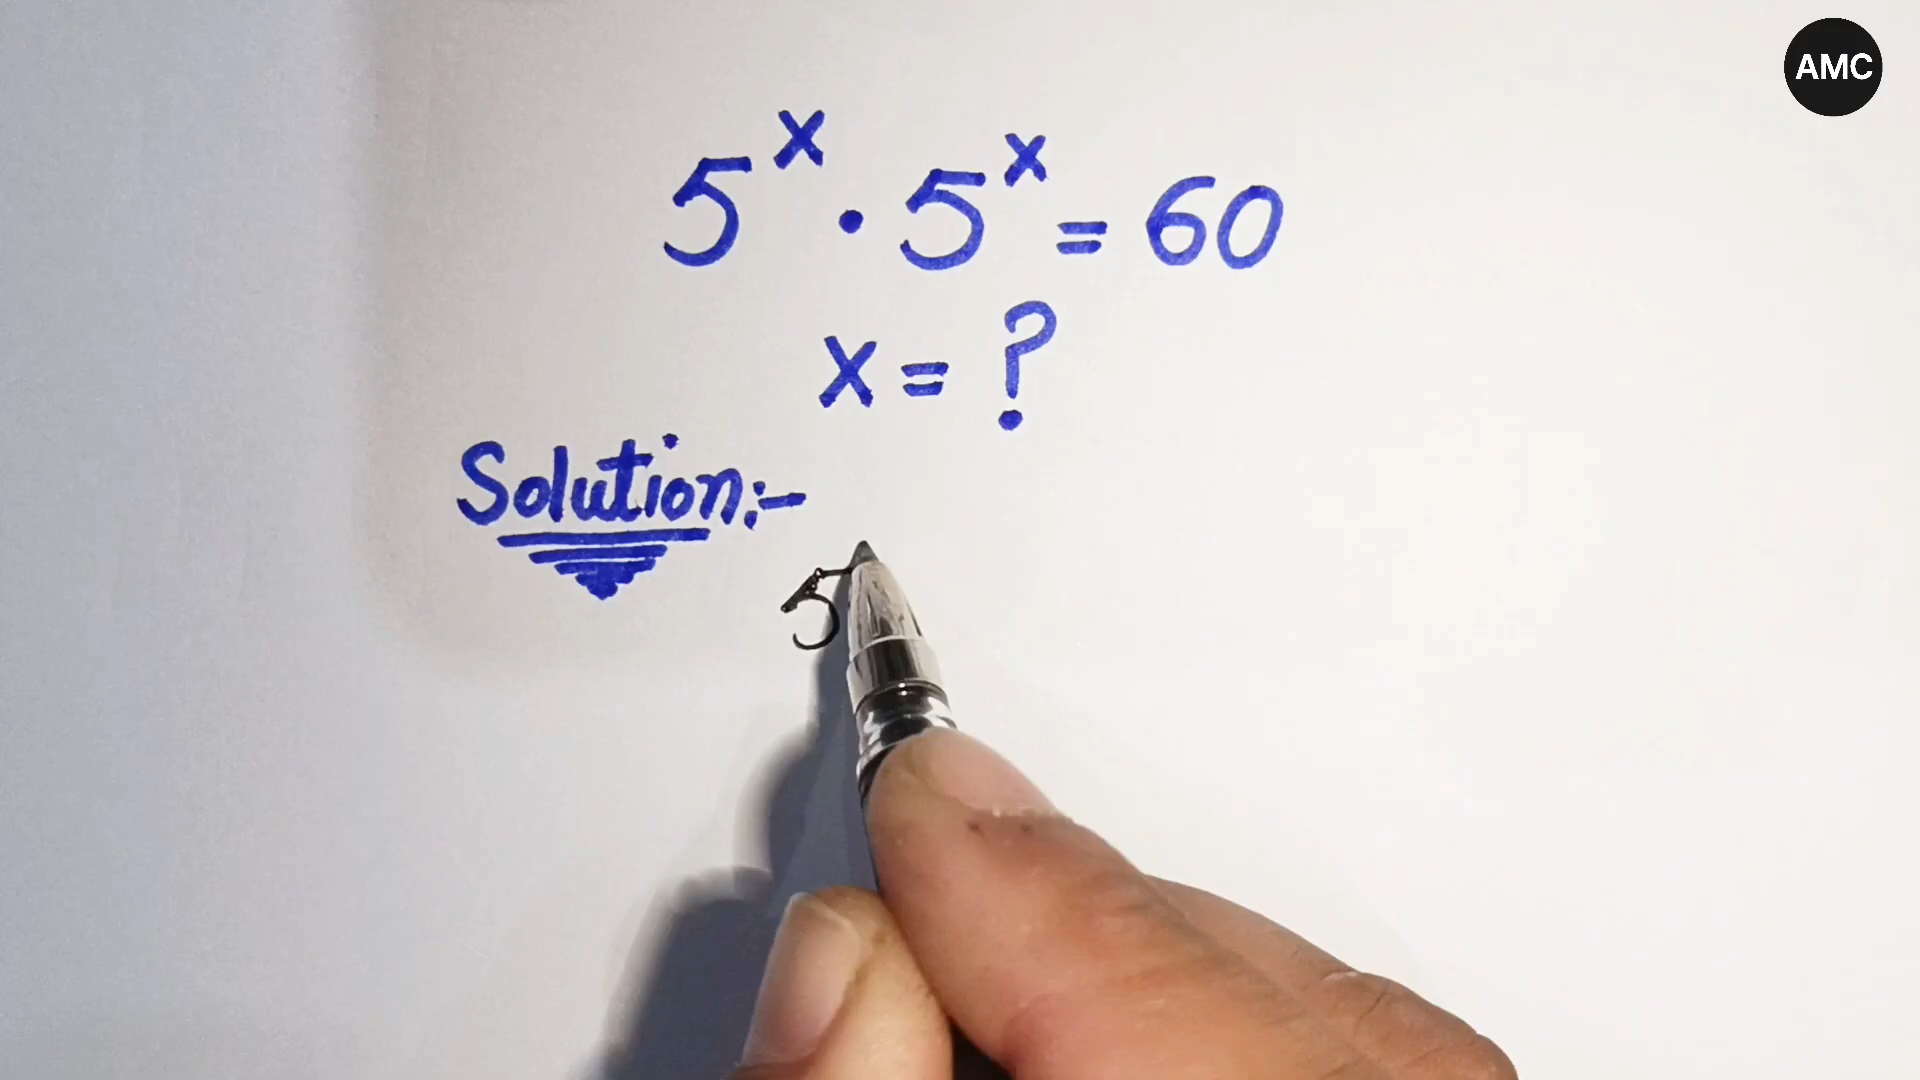 AMC
5^x · 5^x = 60
x = ?
Solution:-
5